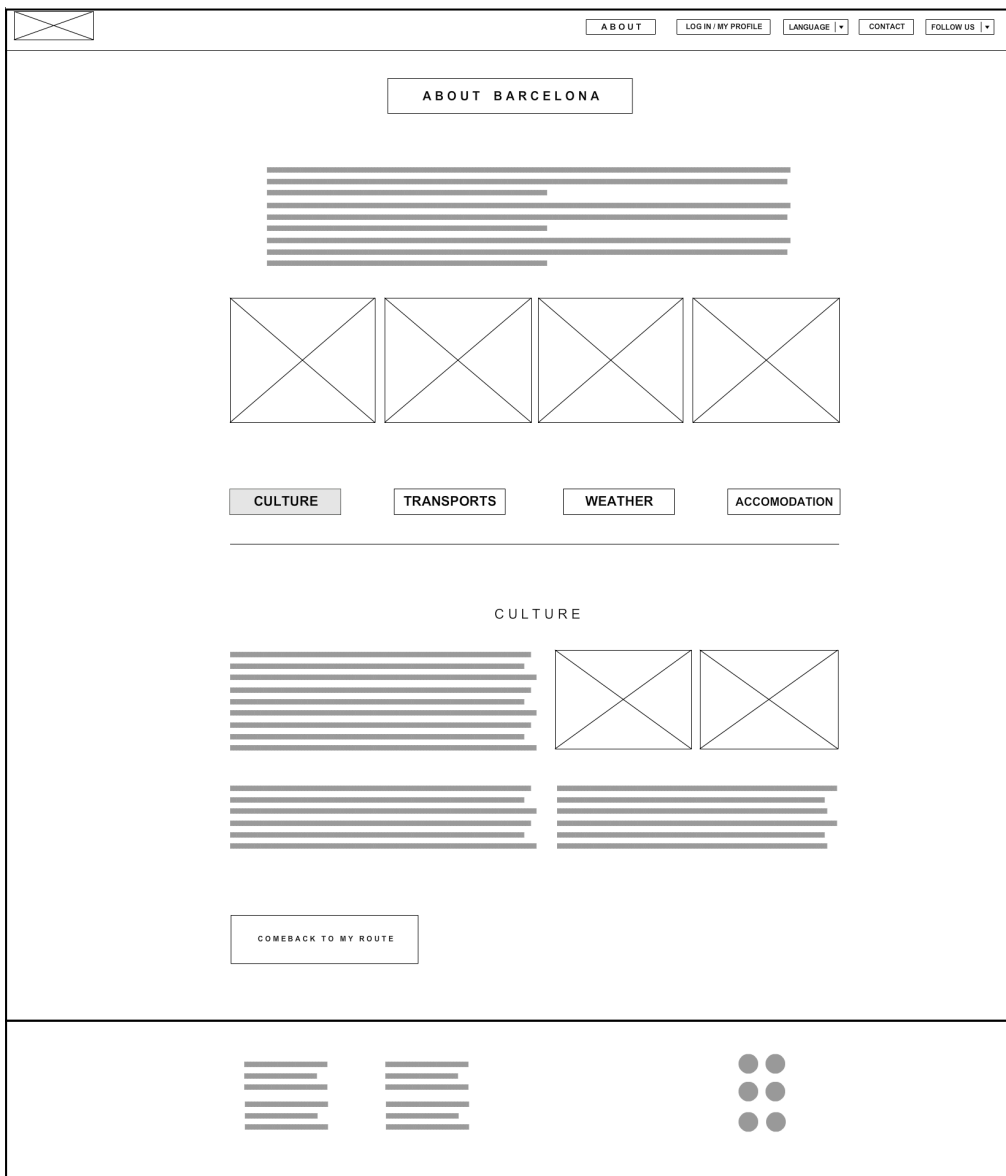 ABOUT
LOG IN / MY PROFILE
LANGUAGE
CONTACT
FOLLOW US
ABOUT BARCELONA
CULTURE
TRANSPORTS
WEATHER
ACCOMODATION
CULTURE
COMEBACK TO MY ROUTE